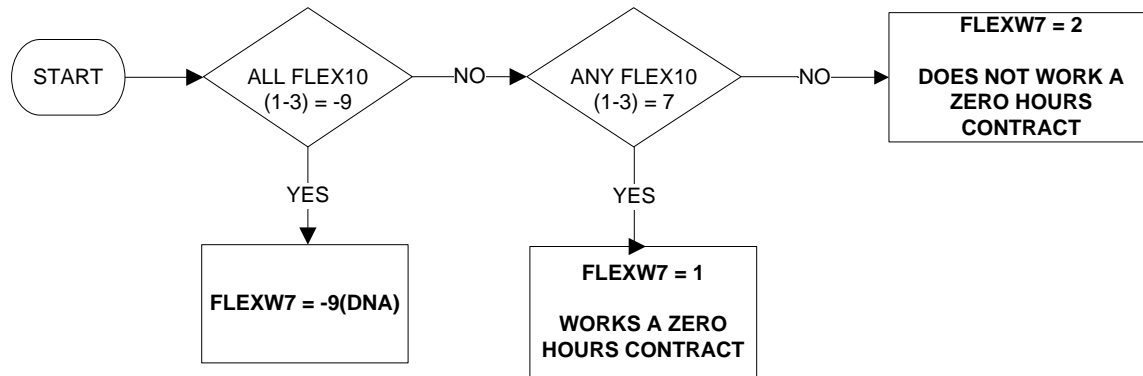 START
ALL FLEX10
(1-3) = -9
NO
ANY FLEX10
(1-3) = 7
NO
FLEXW7 = 2
DOES NOT WORK A
ZERO HOURS
CONTRACT
YES
YES
FLEXW7 = -9(DNA)
FLEXW7 = 1
WORKS A ZERO
HOURS CONTRACT